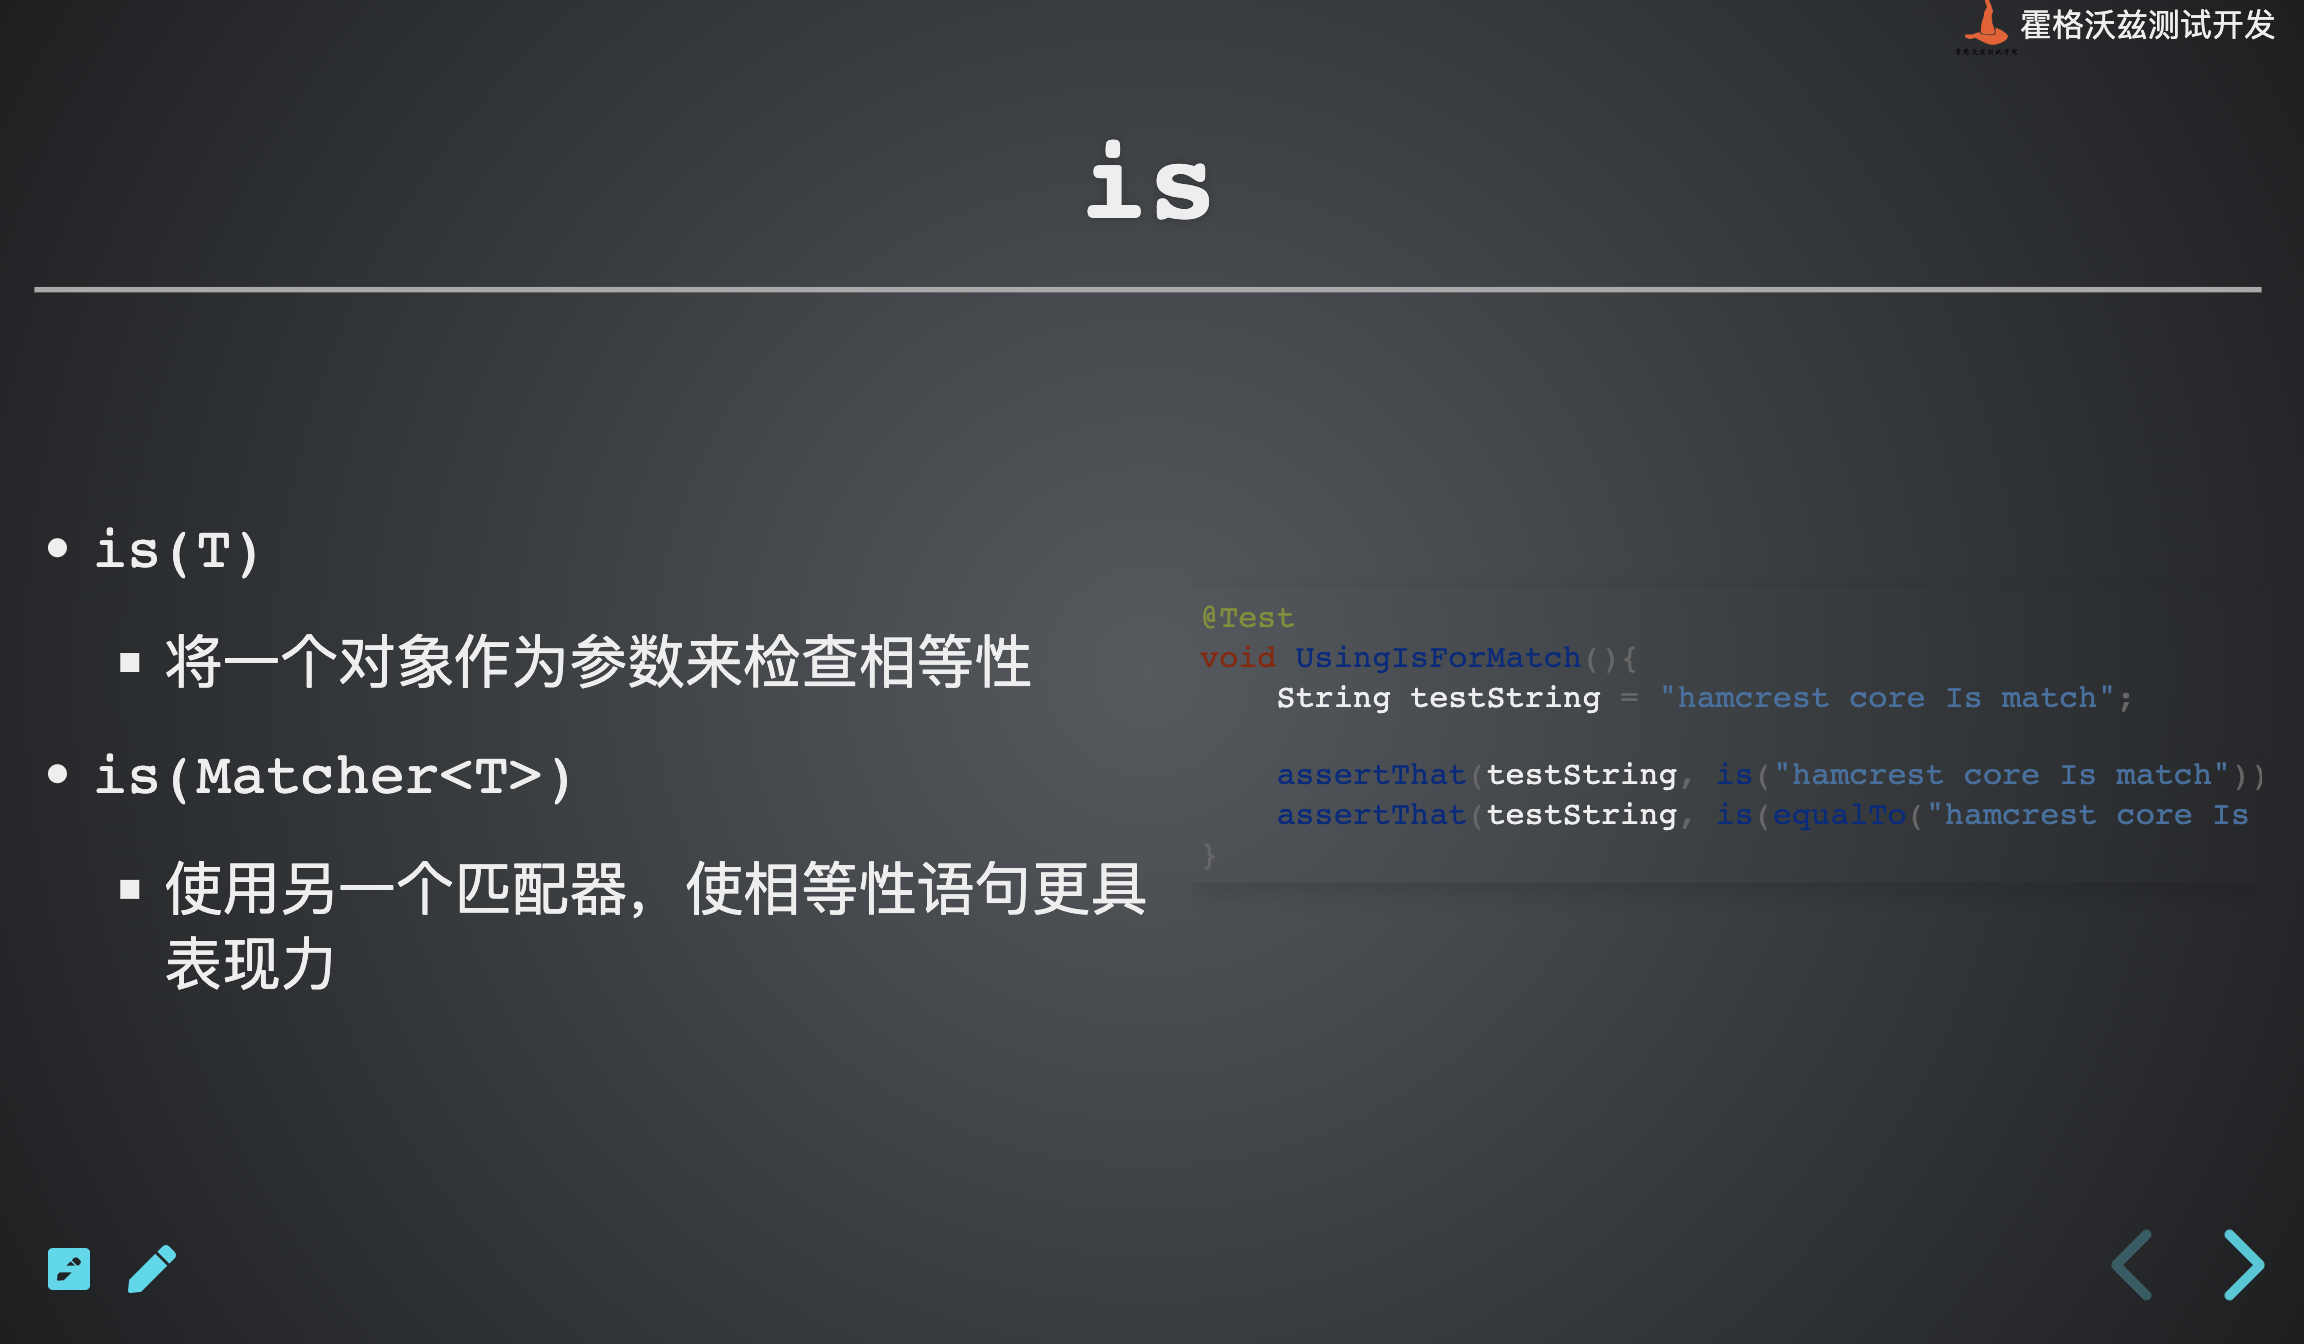 霍格沃兹测试开发
is
• is(T)
▪ 将一个对象作为参数来检查相等性
• is(Matcher<T>)
▪ 使用另一个匹配器，使相等性语句更具
表现力
@Test
void UsingIsForMatch(){
    String testString = "hamcrest core Is match";
    assertThat(testString, is("hamcrest core Is match"))
    assertThat(testString, is(equalTo("hamcrest core Is
}